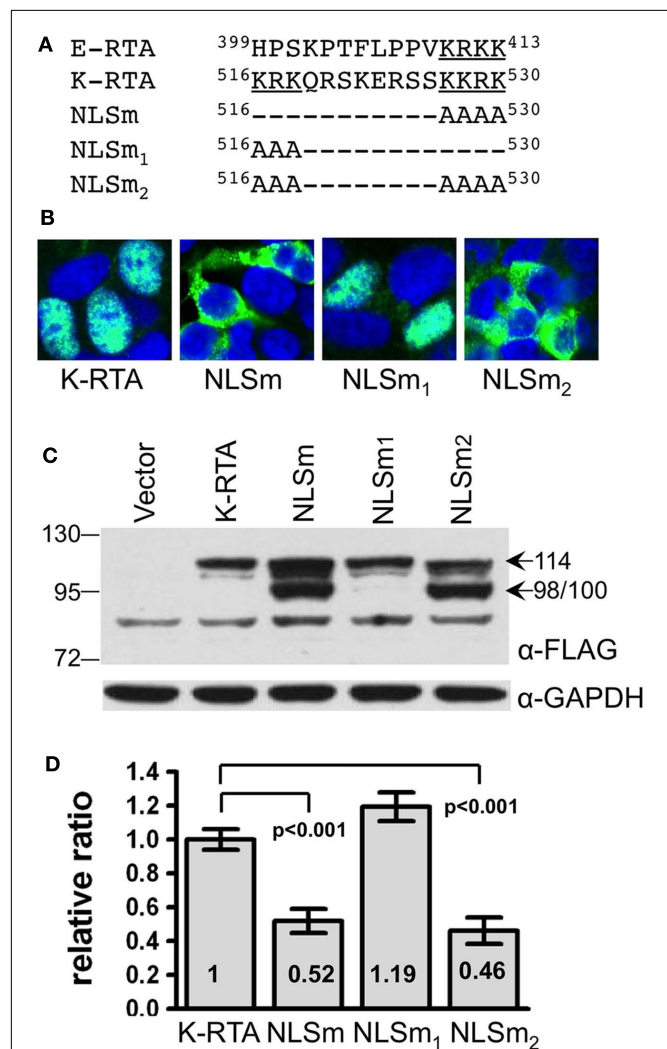 A
E-RTA 399HPSKPTFLPPVKRKK413
K-RTA 516KRKQRSKERSSKKRK530
NLSm 516-----------AAAA530
NLSm1 516AAA------------530
NLSm2 516AAA--------AAAA530
B
K-RTA NLSm NLSm1 NLSm2
C
Vector K-RTA NLSm NLSm1 NLSm2
130
95
72
114
98/100
α-FLAG
α-GAPDH
D
relative ratio
1.4
1.2
1.0
0.8
0.6
0.4
0.2
0.0
p<0.001 p<0.001
1 0.52 1.19 0.46
K-RTA NLSm NLSm1 NLSm2